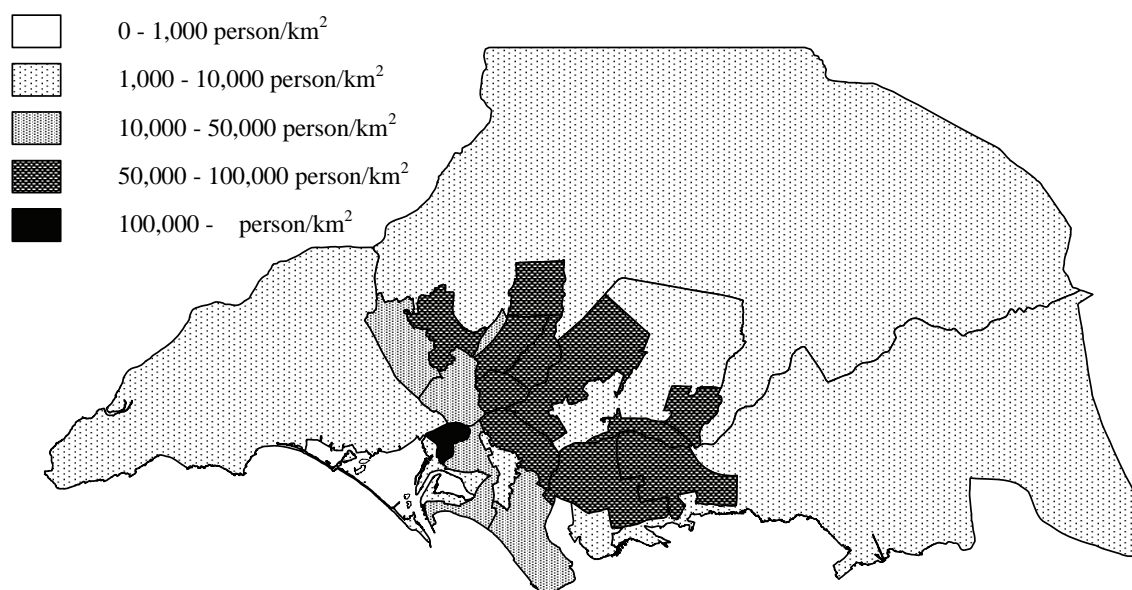 0 - 1,000 person/km²
1,000 - 10,000 person/km²
10,000 - 50,000 person/km²
50,000 - 100,000 person/km²
100,000 - person/km²